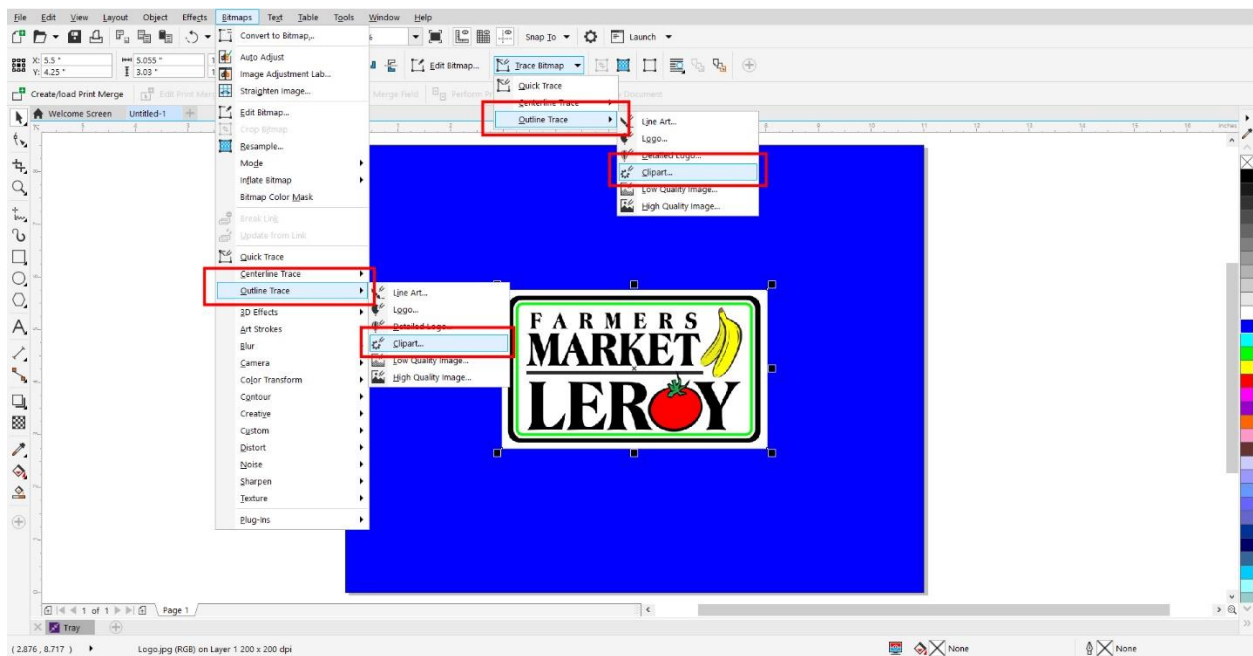 File Edit View Layout Object Effects Bitmaps Text Table Tools Window Help
Snap To Launch
X: 5.5 " 5.055 "
Y: 4.25 " 3.03 "
Edit Bitmap... Trace Bitmap
Create/load Print Merge
Welcome Screen Untitled-1
Convert to Bitmap...
Auto Adjust
Image Adjustment Lab...
Straighten Image...
Edit Bitmap...
Crop Bitmap
Resample...
Mode
Inflate Bitmap
Bitmap Color Mask
Break Link
Update from Link
Quick Trace
Centerline Trace
Outline Trace
3D Effects
Art Strokes
Blur
Camera
Color Transform
Contour
Creative
Custom
Distort
Noise
Sharpen
Texture
Plug-ins
Line Art...
Logo...
Detailed Logo...
Clipart...
Low Quality Image...
High Quality Image...
Quick Trace
Centerline Trace
Outline Trace
Line Art...
Logo...
Detailed Logo...
Clipart...
Low Quality Image...
High Quality Image...
FARMERS
MARKET
LEROY
1 of 1 Page 1
Tray
(2.876, 8.717) Logo.jpg (RGB) on Layer 1 200 x 200 dpi None None